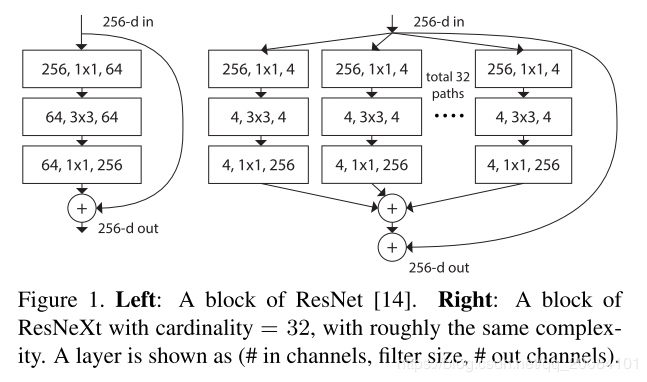 256-d in
256, 1x1, 64
64, 3x3, 64
64, 1x1, 256
+
256-d out
256-d in
256, 1x1, 4
256, 1x1, 4
256, 1x1, 4
total 32
paths
4, 3x3, 4
4, 3x3, 4
....
4, 3x3, 4
4, 1x1, 256
4, 1x1, 256
4, 1x1, 256
+
+
256-d out
Figure 1. Left: A block of ResNet [14]. Right: A block of
ResNeXt with cardinality = 32, with roughly the same complex-
ity. A layer is shown as (# in channels, filter size, # out channels).